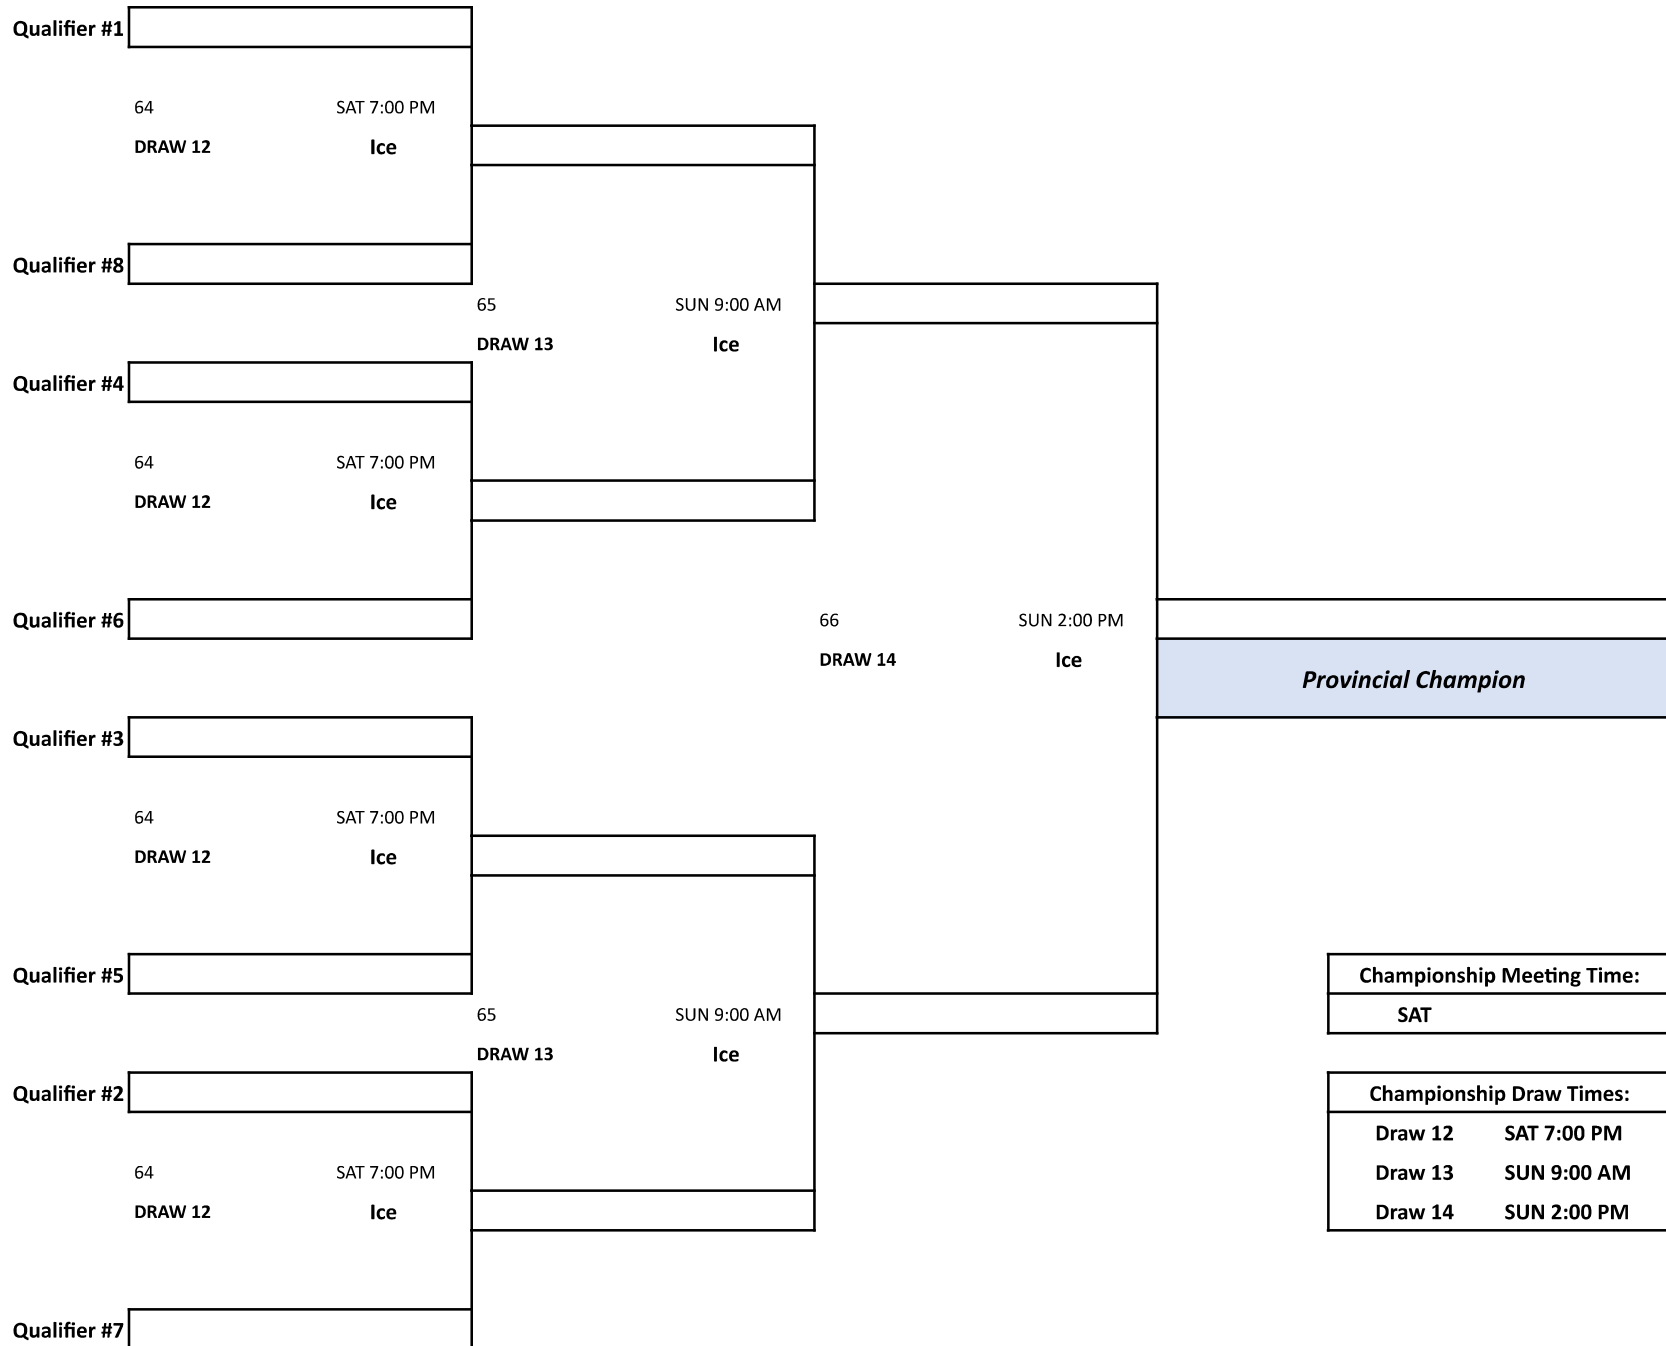 Qualifier #1
64 SAT 7:00 PM
DRAW 12 Ice
Qualifier #8
65 SUN 9:00 AM
DRAW 13 Ice
Qualifier #4
64 SAT 7:00 PM
DRAW 12 Ice
Qualifier #6
66 SUN 2:00 PM
DRAW 14 Ice
Provincial Champion
Qualifier #3
64 SAT 7:00 PM
DRAW 12 Ice
Qualifier #5
65 SUN 9:00 AM
DRAW 13 Ice
Qualifier #2
64 SAT 7:00 PM
DRAW 12 Ice
Qualifier #7
Championship Meeting Time:
SAT
Championship Draw Times:
Draw 12 SAT 7:00 PM
Draw 13 SUN 9:00 AM
Draw 14 SUN 2:00 PM